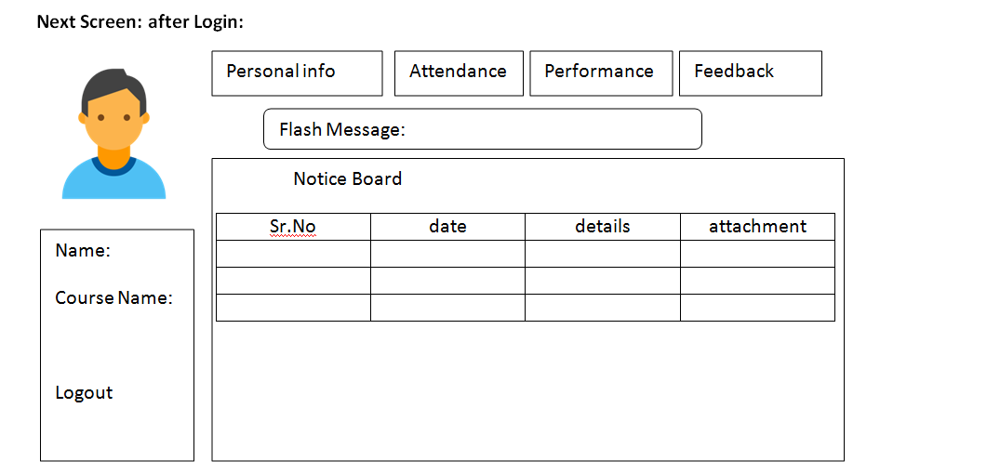 Next Screen: after Login:
Personal info
Attendance
Performance
Feedback
Flash Message:
Notice Board
Sr.No date details attachment
Name:
Course Name:
Logout